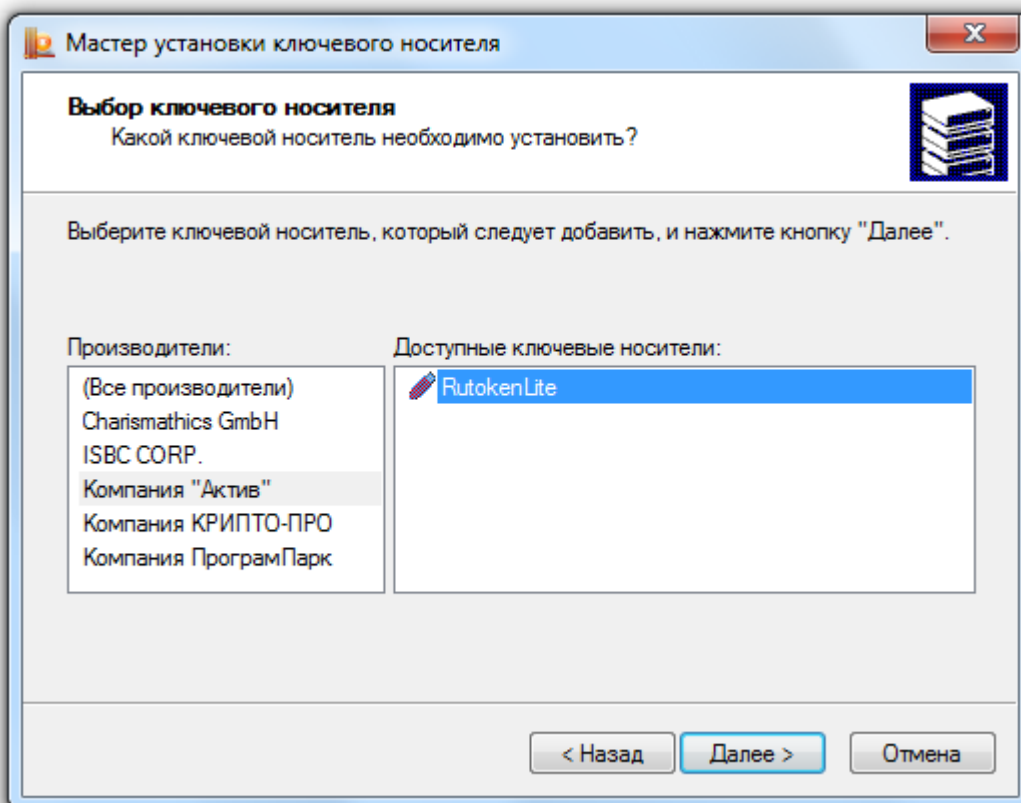 Мастер установки ключевого носителя
Выбор ключевого носителя
Какой ключевой носитель необходимо установить?
Выберите ключевой носитель, который следует добавить, и нажмите кнопку "Далее".
Производители:
(Все производители)
Charismathics GmbH
ISBC CORP.
Компания "Актив"
Компания КРИПТО-ПРО
Компания ПрограмПарк
Доступные ключевые носители:
RutokenLite
< Назад
Далее >
Отмена